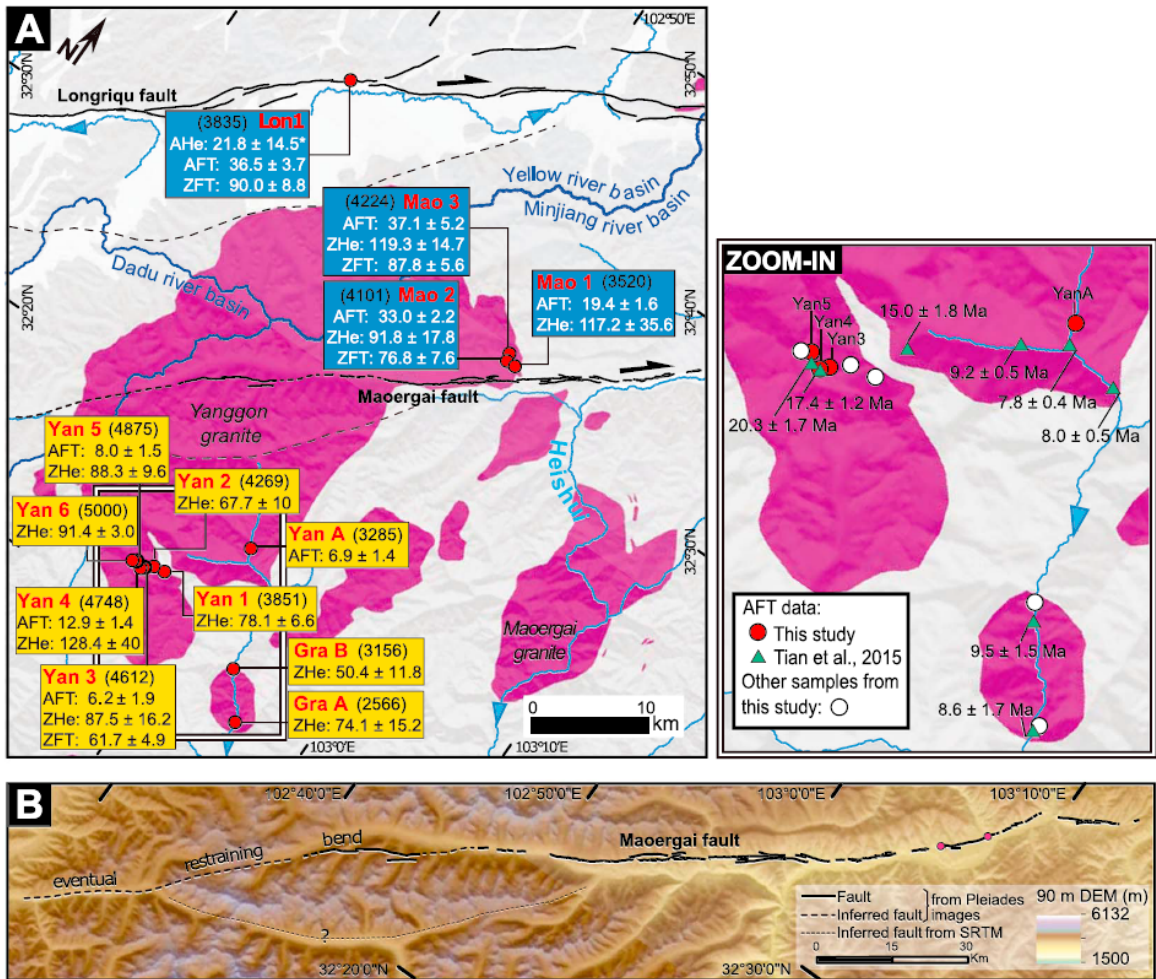 A
N
102°50'E
32°30'N
32°50'N
Longriqu fault
(3835) Lon1
AHe: 21.8 ± 14.5*
AFT: 36.5 ± 3.7
ZFT: 90.0 ± 8.8
Yellow river basin
Minjiang river basin
(4224) Mao 3
AFT: 37.1 ± 5.2
ZHe: 119.3 ± 14.7
ZFT: 87.8 ± 5.6
Dadu river basin
(4101) Mao 2
AFT: 33.0 ± 2.2
ZHe: 91.8 ± 17.8
ZFT: 76.8 ± 7.6
Mao 1 (3520)
AFT: 19.4 ± 1.6
ZHe: 117.2 ± 35.6
32°20'N
32°40'N
Maoergai fault
Yanggon
granite
Heishui
Yan 5 (4875)
AFT: 8.0 ± 1.5
ZHe: 88.3 ± 9.6
Yan 2 (4269)
ZHe: 67.7 ± 10
Yan 6 (5000)
ZHe: 91.4 ± 3.0
Yan A (3285)
AFT: 6.9 ± 1.4
32°30'N
Yan 4 (4748)
AFT: 12.9 ± 1.4
ZHe: 128.4 ± 40
Yan 1 (3851)
ZHe: 78.1 ± 6.6
Maoergai
granite
Yan 3 (4612)
AFT: 6.2 ± 1.9
ZHe: 87.5 ± 16.2
ZFT: 61.7 ± 4.9
Gra B (3156)
ZHe: 50.4 ± 11.8
Gra A (2566)
ZHe: 74.1 ± 15.2
0 10
km
103°0'E
103°10'E
ZOOM-IN
Yan5
Yan4
Yan3
15.0 ± 1.8 Ma
YanA
9.2 ± 0.5 Ma
17.4 ± 1.2 Ma
7.8 ± 0.4 Ma
20.3 ± 1.7 Ma
8.0 ± 0.5 Ma
AFT data:
This study
Tian et al., 2015
Other samples from
this study:
9.5 ± 1.5 Ma
8.6 ± 1.7 Ma
B
102°40'0"E
102°50'0"E
103°0'0"E
103°10'0"E
eventual restraining bend
Maoergai fault
?
32°20'0"N
32°30'0"N
Fault
Inferred fault
from Pleiades
images
Inferred fault from SRTM
0 15 30
Km
90 m DEM (m)
6132
1500